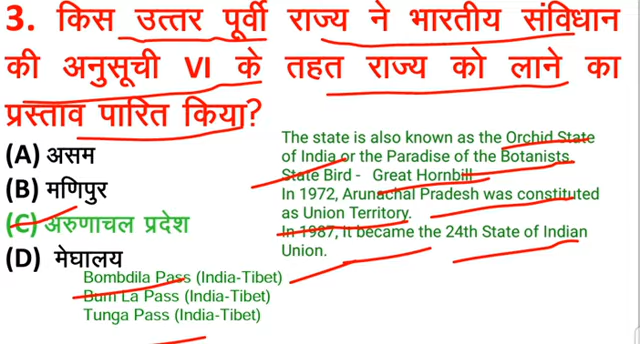 3. किस उत्तर पूर्वी राज्य ने भारतीय संविधान
की अनुसूची VI के तहत राज्य को लाने का
प्रस्ताव पारित किया?
(A) असम
(B) मणिपुर
(C) अरुणाचल प्रदेश
(D) मेघालय
The state is also known as the Orchid State
of India or the Paradise of the Botanists.
State Bird - Great Hornbill
In 1972, Arunachal Pradesh was constituted
as Union Territory.
In 1987, it became the 24th State of Indian
Union.
Bombdila Pass (India-Tibet)
Bum La Pass (India-Tibet)
Tunga Pass (India-Tibet)